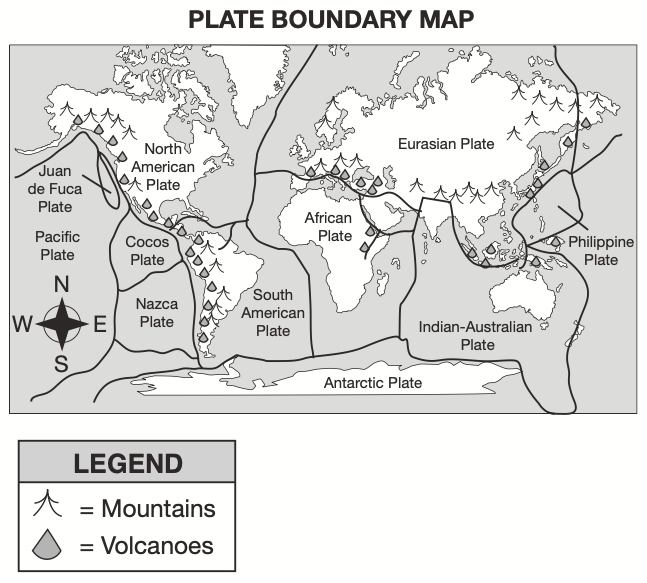 PLATE BOUNDARY MAP
North
American
Plate
Eurasian Plate
Juan
de Fuca
Plate
African
Plate
Pacific
Plate
Cocos
Plate
Philippine
Plate
N
W
E
S
Nazca
Plate
South
American
Plate
Indian-Australian
Plate
Antarctic Plate
LEGEND
= Mountains
= Volcanoes